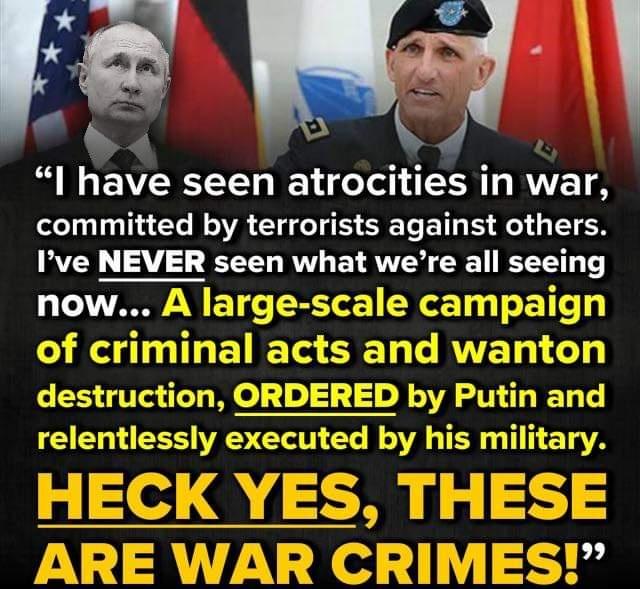 “I have seen atrocities in war,
committed by terrorists against others.
I’ve NEVER seen what we’re all seeing
now... A large-scale campaign
of criminal acts and wanton
destruction, ORDERED by Putin and
relentlessly executed by his military.
HECK YES, THESE
ARE WAR CRIMES!”